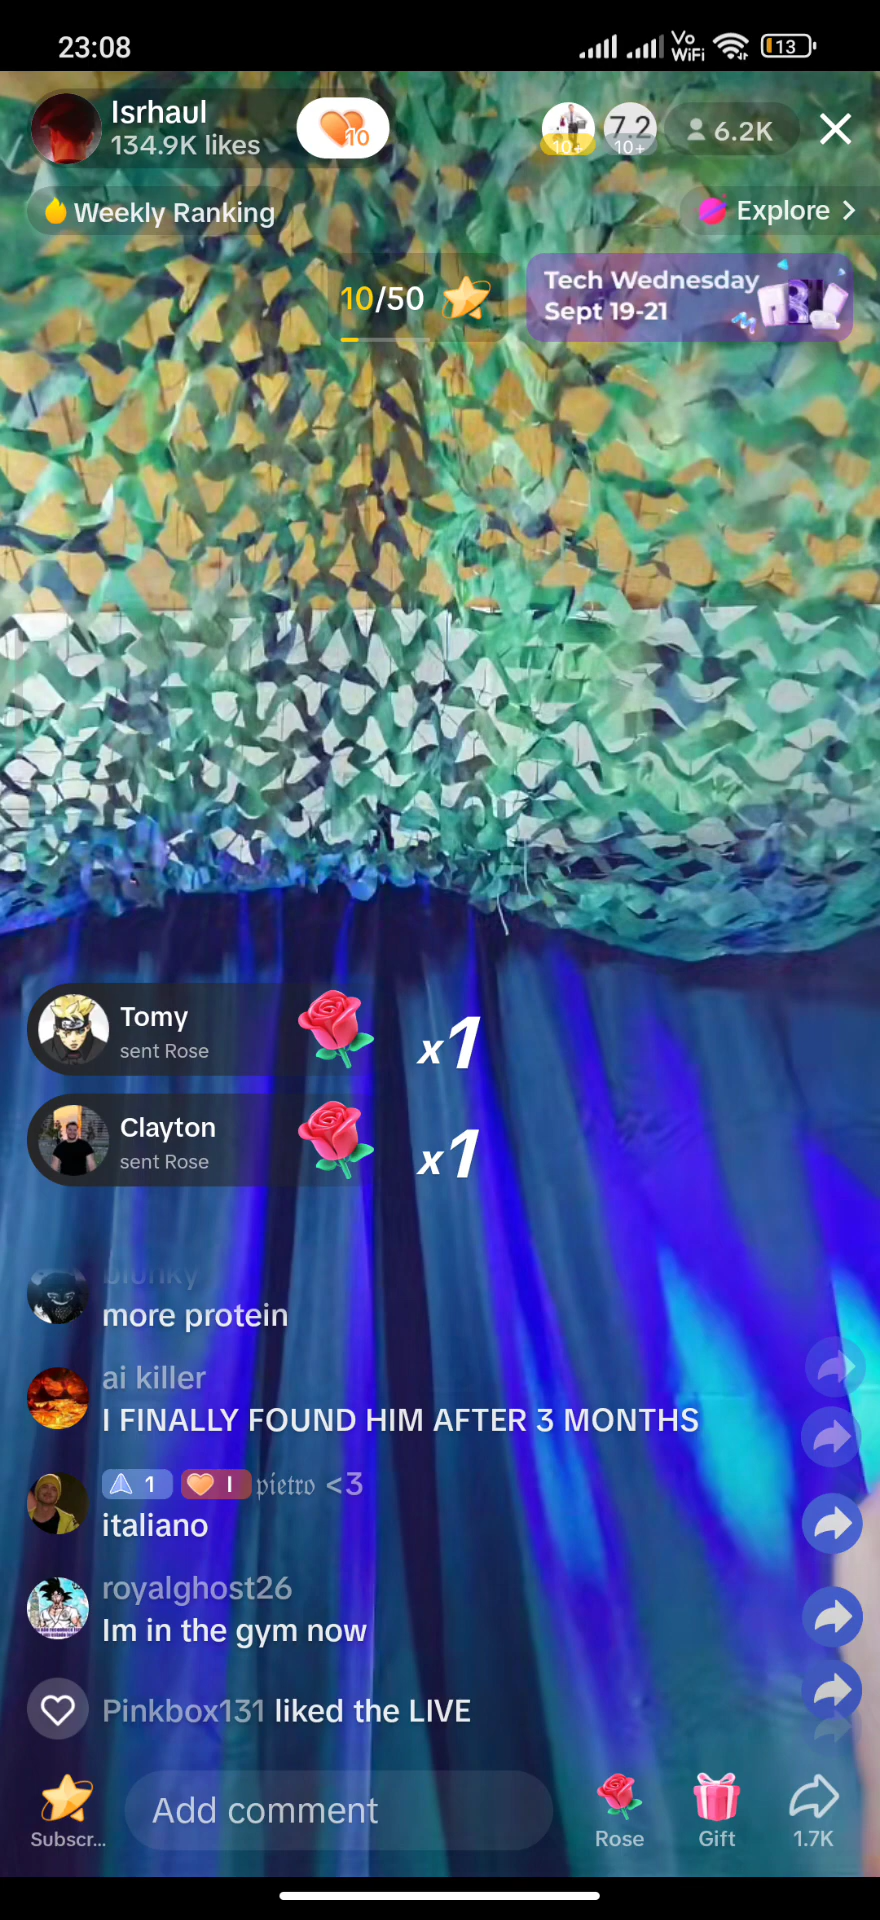 23:08
Vo
WiFi
13
Isrhaul
134.9K likes
10
10+
7.2
10+
6.2K
Weekly Ranking
Explore >
10/50
Tech Wednesday
Sept 19-21
Tomy
sent Rose
x1
Clayton
sent Rose
x1
blunky
more protein
ai killer
I FINALLY FOUND HIM AFTER 3 MONTHS
1 I 𝔭𝔦𝔢𝔱𝔯𝔬 <3
italiano
royalghost26
Im in the gym now
Pinkbox131 liked the LIVE
Subscr...
Add comment
Rose
Gift
1.7K